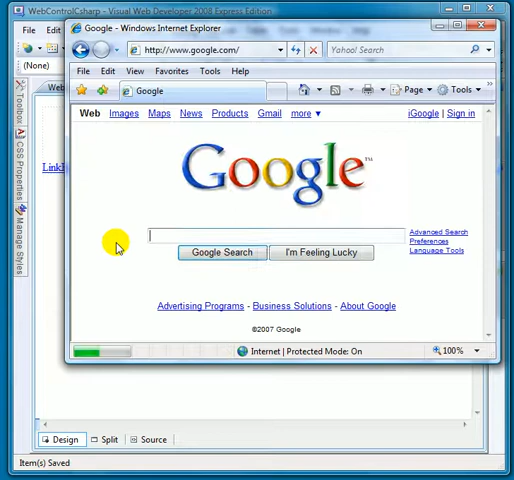 WebControlCsharp - Visual Web Developer 2008 Express Edition
File
Edit
(None)
Google - Windows Internet Explorer
http://www.google.com/
Yahoo! Search
File Edit View Favorites Tools Help
Google
Page
Tools
Web Images Maps News Products Gmail more ▼
iGoogle | Sign in
Google™
Advanced Search
Preferences
Language Tools
Google Search
I'm Feeling Lucky
Advertising Programs - Business Solutions - About Google
©2007 Google
Internet | Protected Mode: On
100%
Toolbox
CSS Properties
Manage Styles
Design
Split
Source
Item(s) Saved